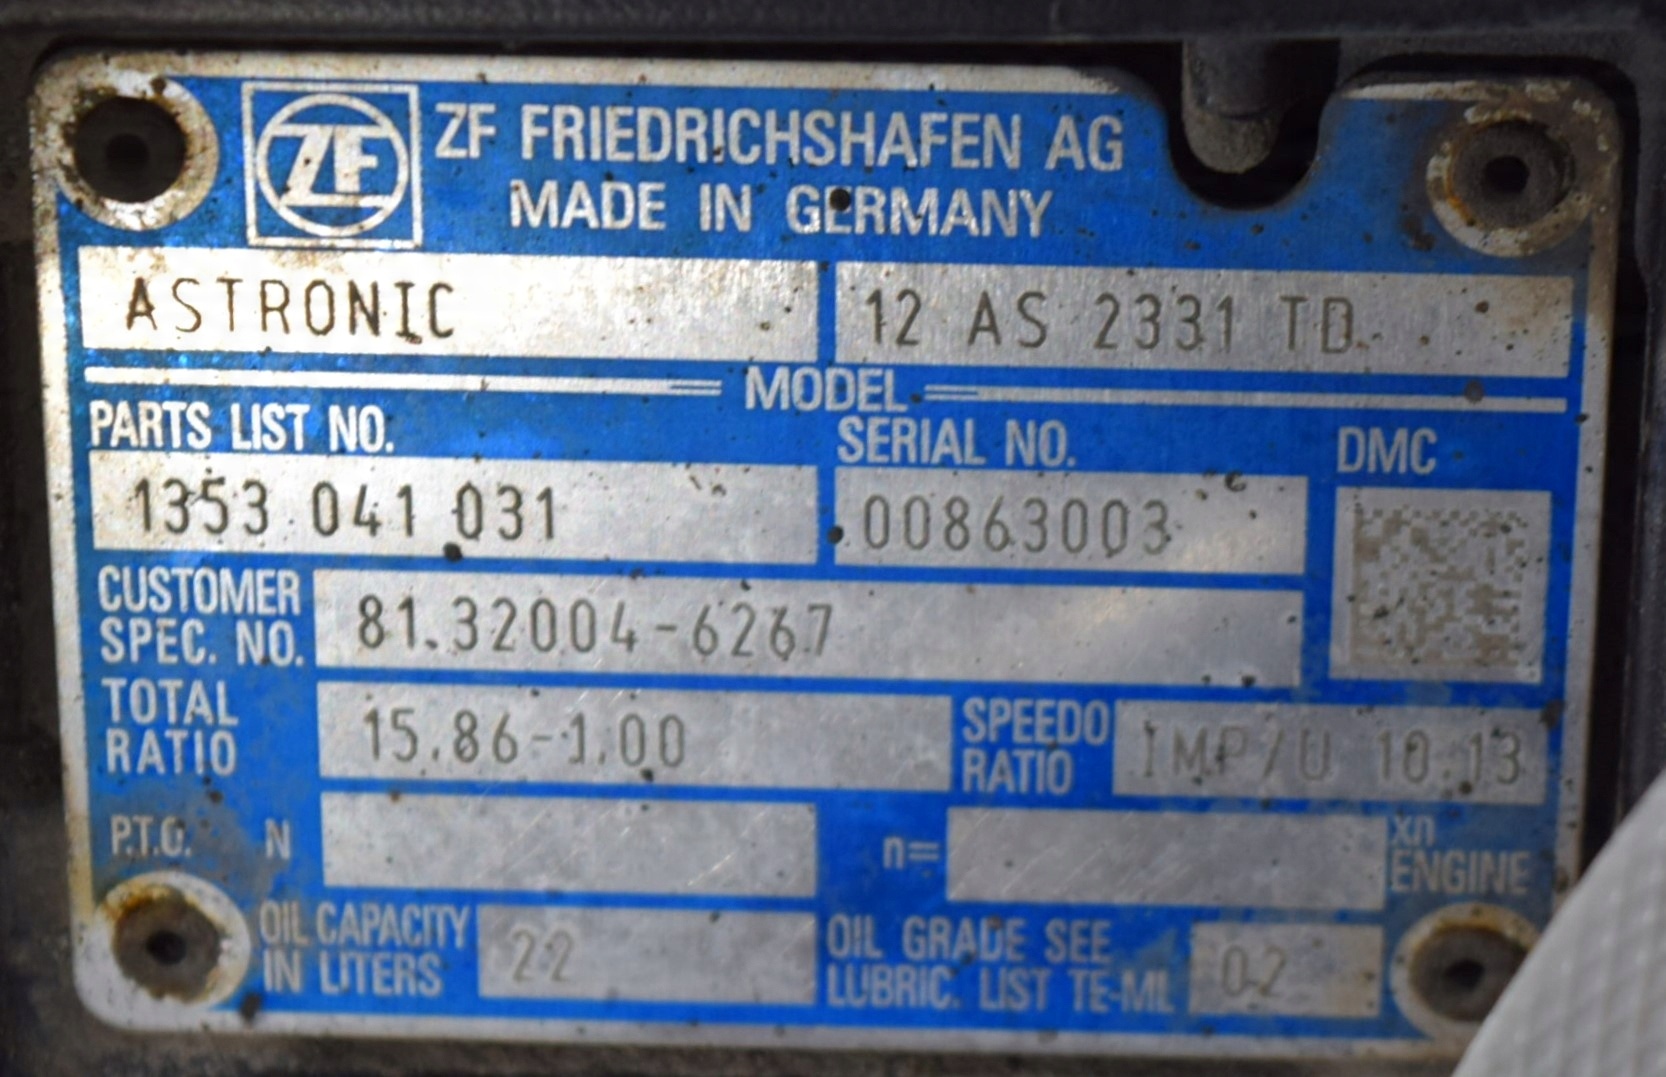 ZF ZF FRIEDRICHSHAFEN AG
MADE IN GERMANY
ASTRONIC 12 AS 2331 TD
MODEL
PARTS LIST NO. SERIAL NO. DMC
1353 041 031 00863003
CUSTOMER
SPEC. NO. 81.32004-6267
TOTAL
RATIO 15.86-1.00 SPEEDO
RATIO IMP/U 10.13
P.T.O. N n= xn
ENGINE
OIL CAPACITY
IN LITERS 22 OIL GRADE SEE
LUBRIC. LIST TE-ML 02